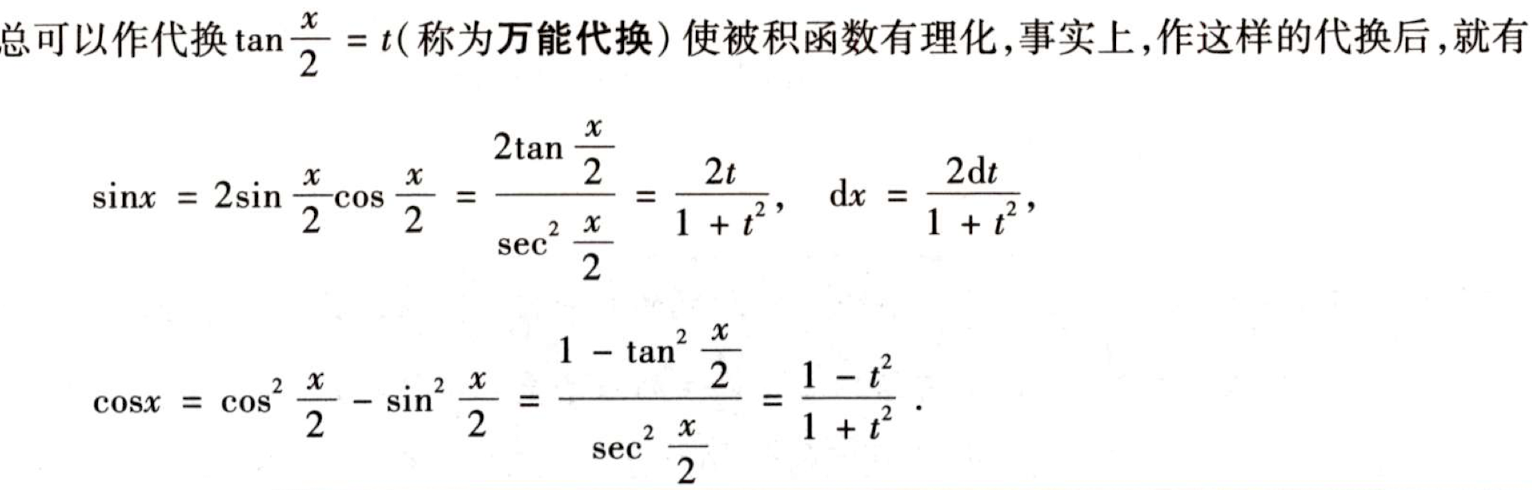 总可以作代换 $\tan\frac{x}{2} = t$(称为万能代换)使被积函数有理化,事实上,作这样的代换后,就有
$\sin x = 2\sin\frac{x}{2}\cos\frac{x}{2} = \frac{2\tan\frac{x}{2}}{\sec^2\frac{x}{2}} = \frac{2t}{1+t^2}, \quad \mathrm{d}x = \frac{2\mathrm{d}t}{1+t^2},$
$\cos x = \cos^2\frac{x}{2} - \sin^2\frac{x}{2} = \frac{1-\tan^2\frac{x}{2}}{\sec^2\frac{x}{2}} = \frac{1-t^2}{1+t^2}.$